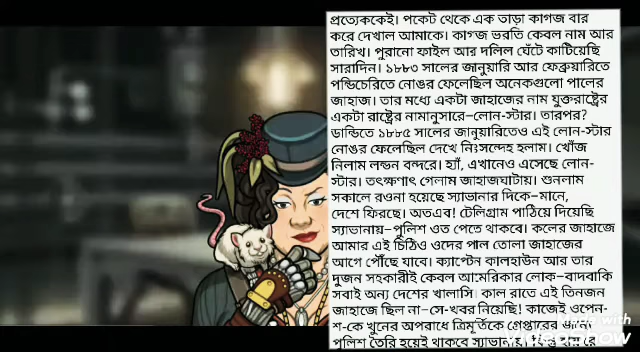 প্রত্যেককেই। পকেট থেকে এক তাড়া কাগজ বার
করে দেখাল আমাকে। কাগজ ভরতি কেবল নাম আর
তারিখ। পুরানো ফাইল আর দলিল ঘেঁটে কাটিয়েছি
সারাদিন। ১৮৮৩ সালের জানুয়ারি আর ফেব্রুয়ারিতে
পন্ডিচেরিতে নোঙর ফেলেছিল অনেকগুলো পালের
জাহাজ। তার মধ্যে একটা জাহাজের নাম যুক্তরাষ্ট্রের
একটা রাষ্ট্রের নামানুসারে–লোন-স্টার। তারপর?
ডান্ডিতে ১৮৮৫ সালের জানুয়ারিতেও এই লোন-স্টার
নোঙর ফেলেছিল দেখে নিঃসন্দেহ হলাম। খোঁজ
নিলাম লন্ডন বন্দরে। হ্যাঁ, এখানেও এসেছে লোন-
স্টার। তৎক্ষণাৎ গেলাম জাহাজঘাটায়। শুনলাম
সকালে রওনা হয়েছে স্যাভানার দিকে–মানে,
দেশে ফিরছে। অতএব! টেলিগ্রাম পাঠিয়ে দিয়েছি
স্যাভানায়–পুলিশ ওত পেতে থাকবে। কলের জাহাজে
আমার এই চিঠিও ওদের পাল তোলা জাহাজের
আগে পৌঁছে যাবে। ক্যাপ্টেন কালহাউন আর তার
দুজন সহকারীই কেবল আমেরিকার লোক–বাদবাকি
সবাই অন্য দেশের খালাসি। কাল রাতে এই তিনজন
জাহাজে ছিল না–সে-খবর নিয়েছি! কাজেই ওপেন-
শ-কে খুনের অপরাধে ত্রিমূর্তিকে গ্রেপ্তারের জন্যে
পুলিশ তৈরি হয়েই থাকবে স্যাভানায়।
with
VideoShow